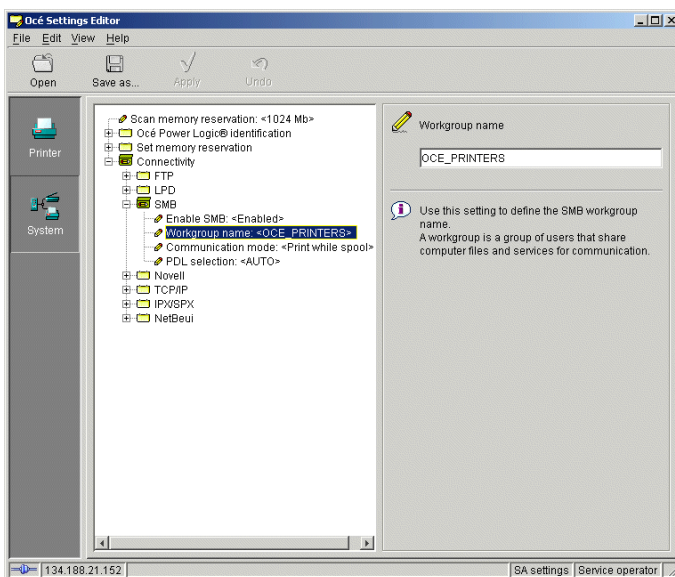 Océ Settings Editor
File Edit View Help
Open Save as... Apply Undo
Printer
System
Scan memory reservation: <1024 Mb>
Océ Power Logic® identification
Set memory reservation
Connectivity
FTP
LPD
SMB
Enable SMB: <Enabled>
Workgroup name: <OCE_PRINTERS>
Communication mode: <Print while spool>
PDL selection: <AUTO>
Novell
TCP/IP
IPX/SPX
NetBeui
Workgroup name
OCE_PRINTERS
Use this setting to define the SMB workgroup
name.
A workgroup is a group of users that share
computer files and services for communication.
134.188.21.152
SA settings Service operator